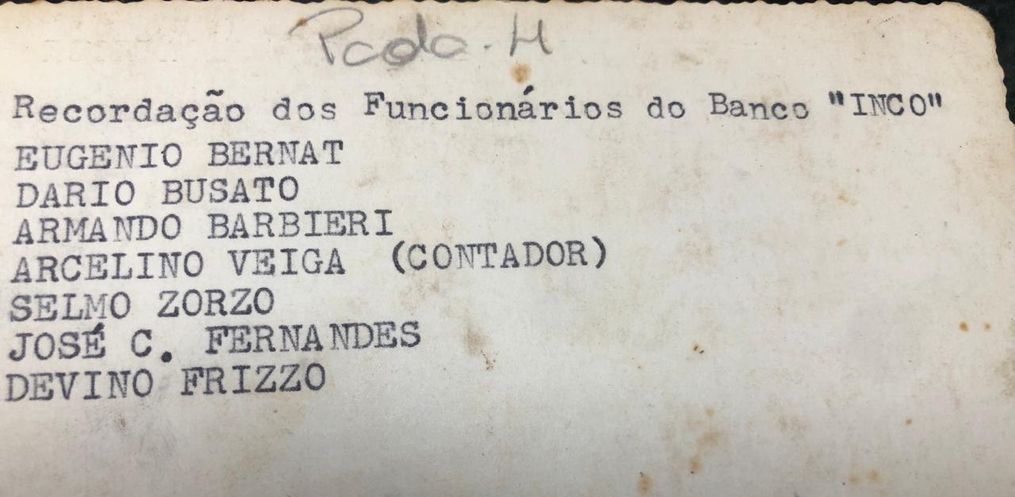 Recordação dos Funcionários do Banco "INCO"
EUGENIO BERNAT
DARIO BUSATO
ARMANDO BARBIERI
ARCELINO VEIGA (CONTADOR)
SELMO ZORZO
JOSÉ C. FERNANDES
DEVINO FRIZZO